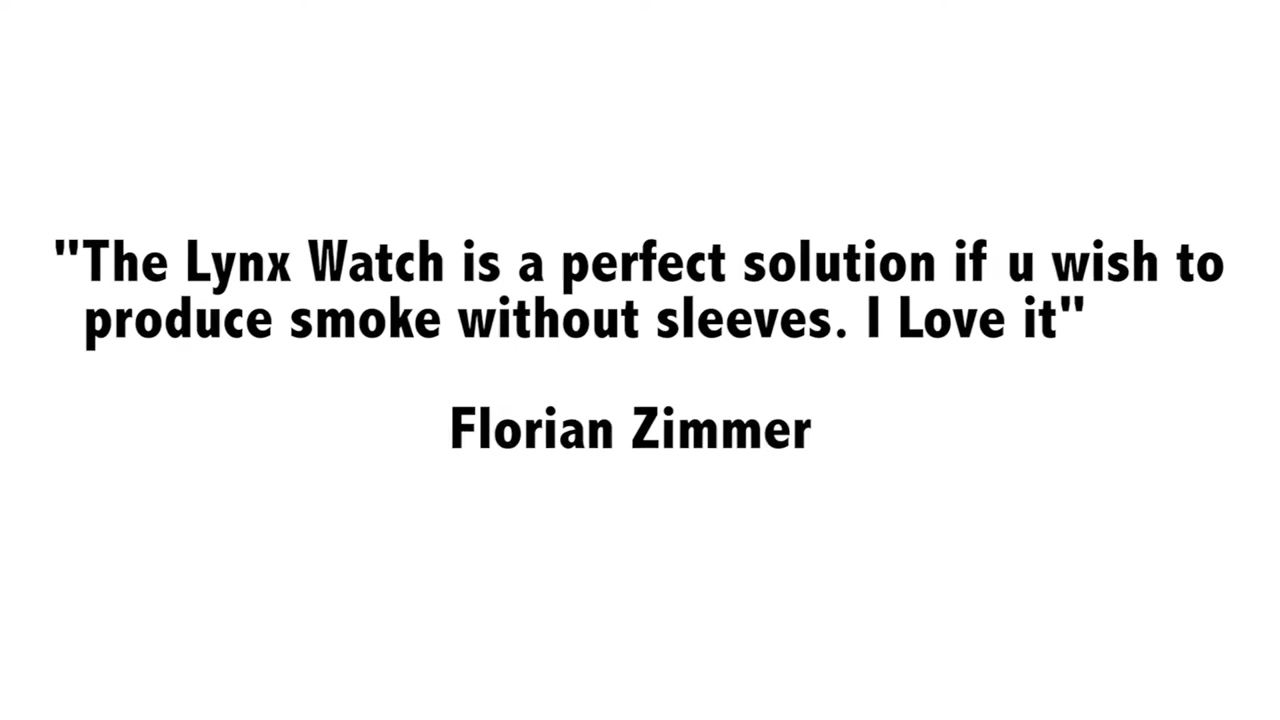 "The Lynx Watch is a perfect solution if u wish to
produce smoke without sleeves. I Love it"
Florian Zimmer